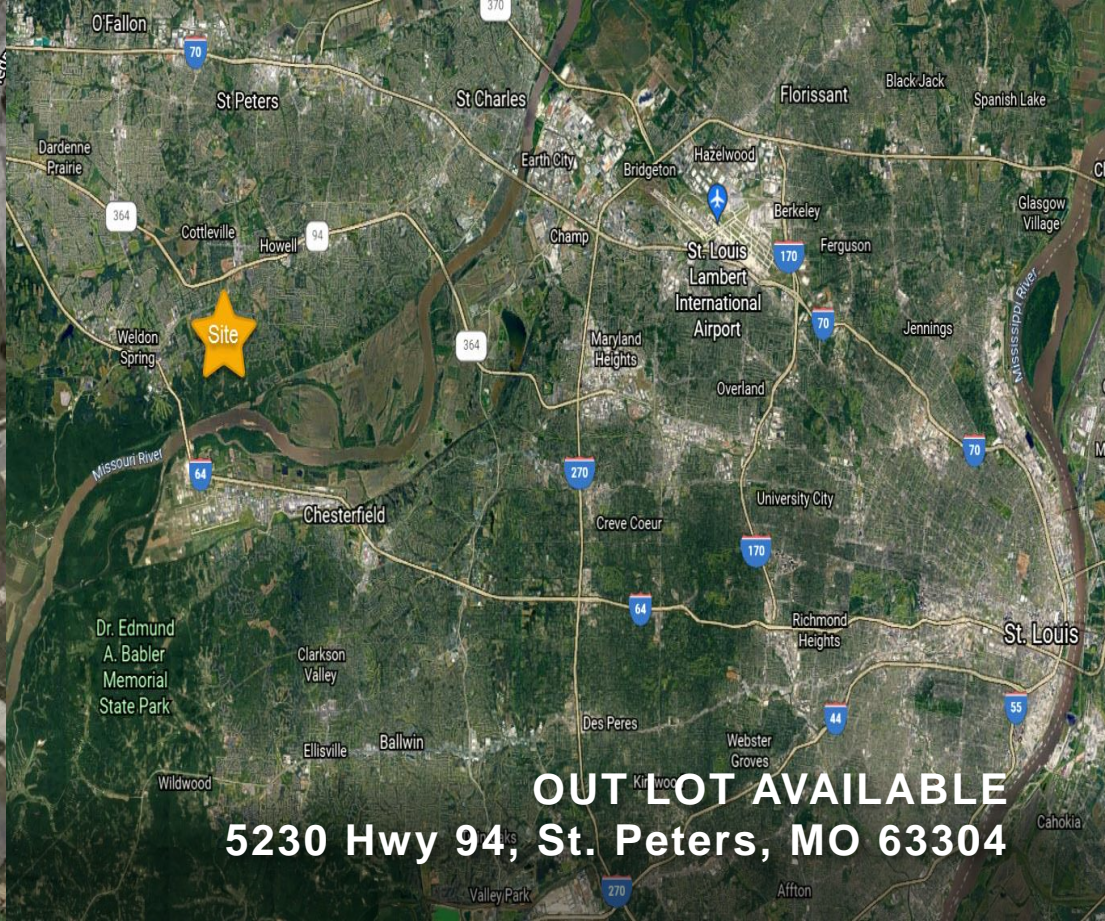 370
O'Fallon
70
St Peters
St Charles
Florissant
Black Jack
Spanish Lake
Dardenne
Prairie
Earth City
Bridgeton
Hazelwood
364
Cottleville
Howell
94
Champ
Berkeley
Glasgow
Village
170
Ferguson
St. Louis
Lambert
International
Airport
Mississippi River
Site
Weldon
Spring
364
Maryland
Heights
70
Jennings
Overland
Missouri River
64
270
70
University City
Chesterfield
Creve Coeur
170
64
Richmond
Heights
St. Louis
Dr. Edmund
A. Babler
Memorial
State Park
Clarkson
Valley
Des Peres
44
55
Ellisville
Ballwin
Webster
Groves
Wildwood
OUT LOT AVAILABLE
5230 Hwy 94, St. Peters, MO 63304
Cahokia
Valley Park
270
Affton